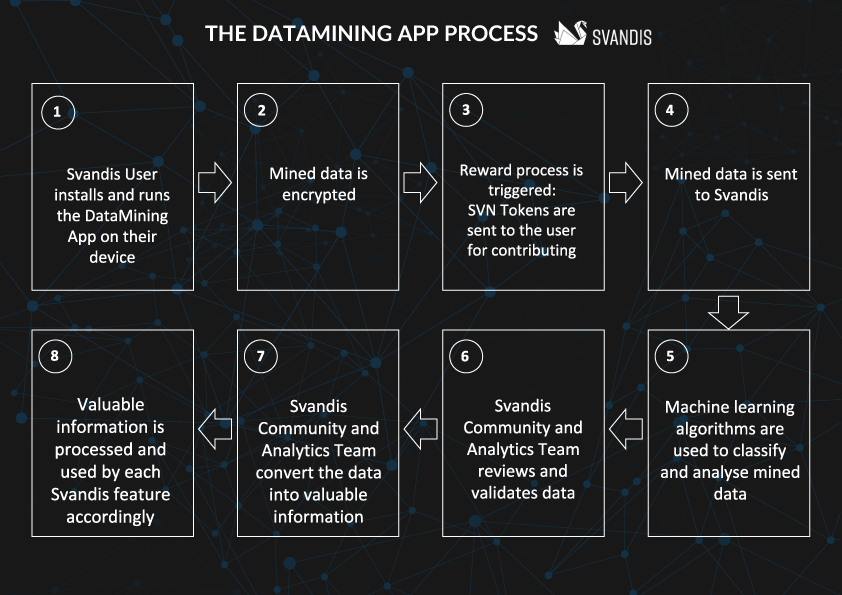 THE DATAMINING APP PROCESS
SVANDIS
1
Svandis User
installs and runs
the DataMining
App on their
device
2
Mined data is
encrypted
3
Reward process is
triggered:
SVN Tokens are
sent to the user
for contributing
4
Mined data is sent
to Svandis
5
Machine learning
algorithms are
used to classify
and analyse mined
data
6
Svandis
Community and
Analytics Team
reviews and
validates data
7
Svandis
Community and
Analytics Team
convert the data
into valuable
information
8
Valuable
information is
processed and
used by each
Svandis feature
accordingly